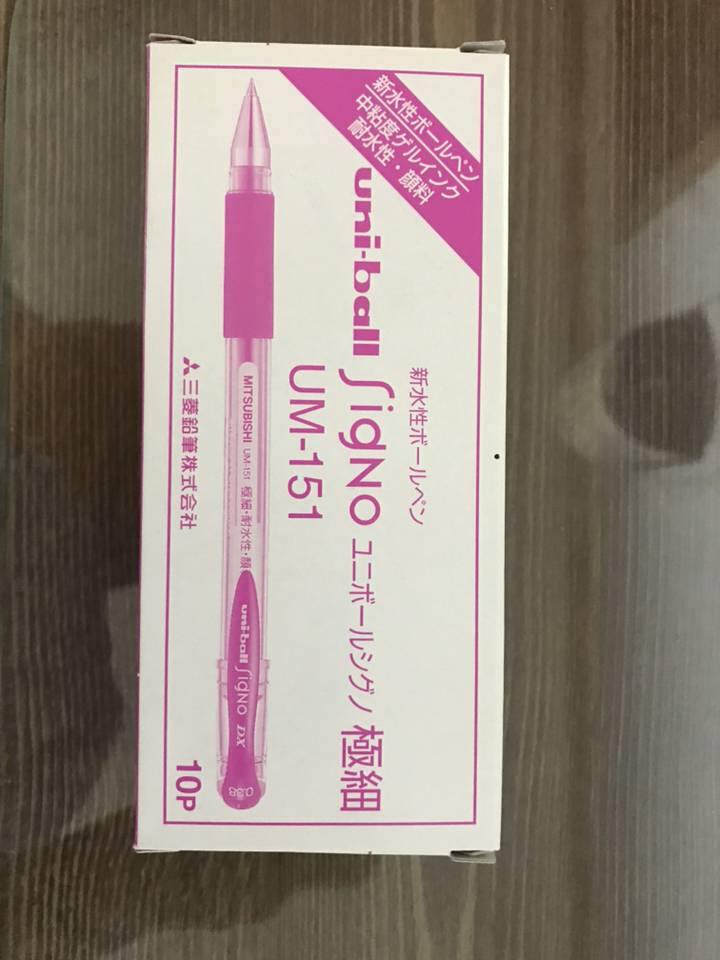 新水性ボールペン
中粘度ゲルインク
耐水性・顔料
新水性ボールペン
uni-ball SigNO ユニボールシグノ 極細
UM-151
MITSUBISHI UM-151 極細・耐水性・顔
uni-ball SigNO DX
0.38
三菱鉛筆株式会社
10P